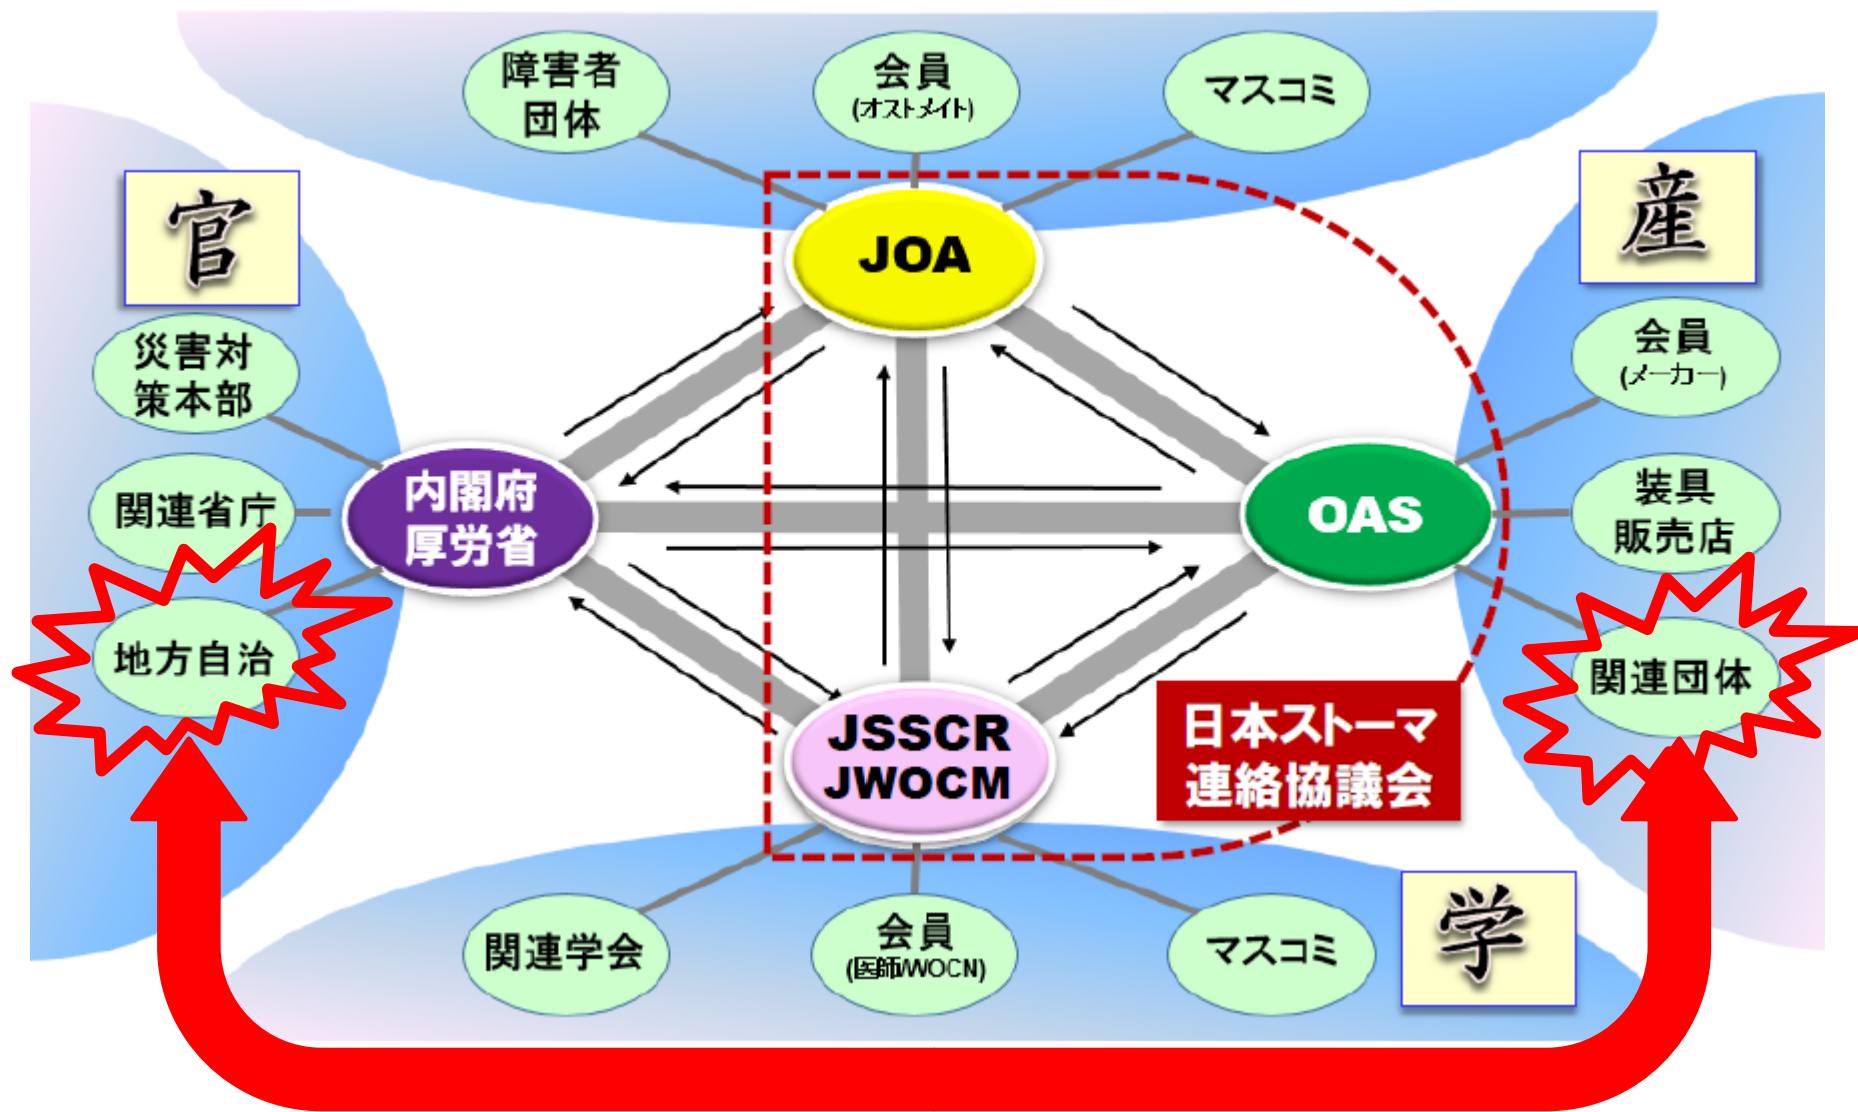 障害者
団体
会員
(オストメイト)
マスコミ
官
産
JOA
災害対
策本部
会員
(メーカー)
関連省庁
内閣府
厚労省
OAS
装具
販売店
地方自治
関連団体
JSSCR
JWOCM
日本ストーマ
連絡協議会
関連学会
会員
(医師/WOCN)
マスコミ
学